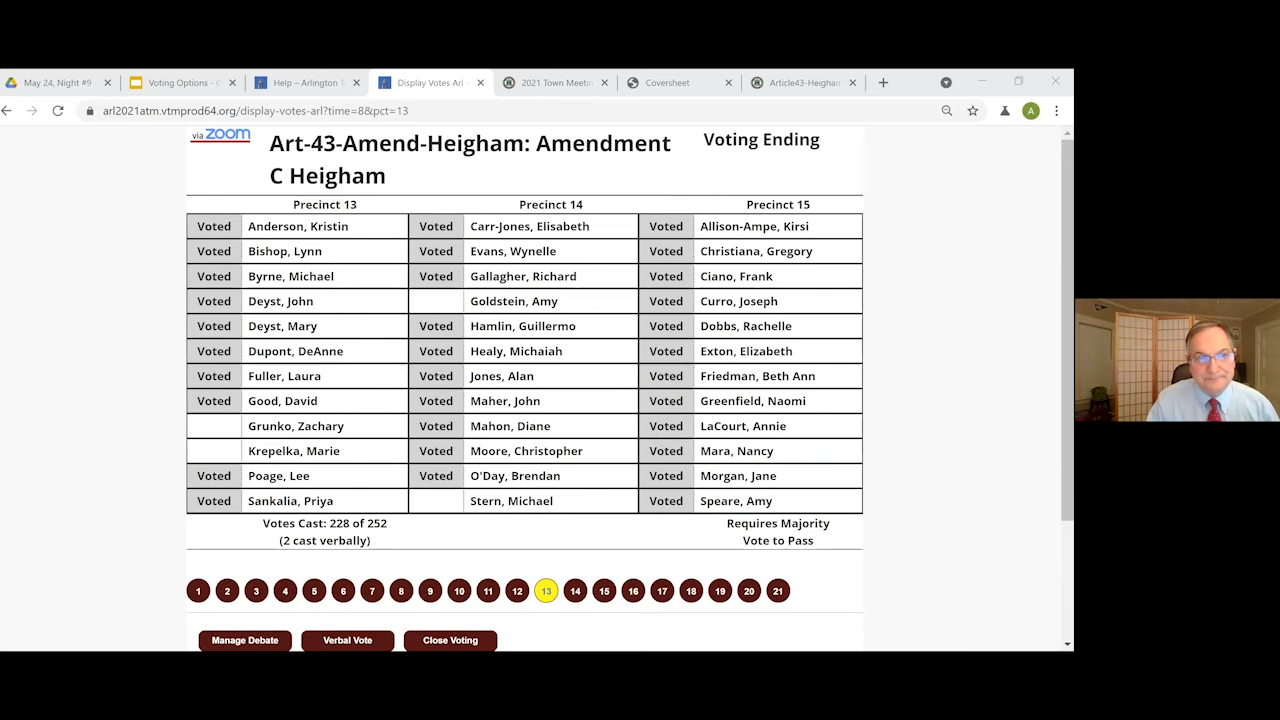 May 24, Night #9
Voting Options -
Help – Arlington
Display Votes Arl
2021 Town Meetin
Coversheet
Article43-Heigham
arl2021atm.vtmprod64.org/display-votes-arl?time=8&pct=13
A
via zoom
Art-43-Amend-Heigham: Amendment
C Heigham
Voting Ending
Precinct 13 Precinct 14 Precinct 15
Voted Anderson, Kristin Voted Carr-Jones, Elisabeth Voted Allison-Ampe, Kirsi
Voted Bishop, Lynn Voted Evans, Wynelle Voted Christiana, Gregory
Voted Byrne, Michael Voted Gallagher, Richard Voted Ciano, Frank
Voted Deyst, John Goldstein, Amy Voted Curro, Joseph
Voted Deyst, Mary Voted Hamlin, Guillermo Voted Dobbs, Rachelle
Voted Dupont, DeAnne Voted Healy, Michaiah Voted Exton, Elizabeth
Voted Fuller, Laura Voted Jones, Alan Voted Friedman, Beth Ann
Voted Good, David Voted Maher, John Voted Greenfield, Naomi
Grunko, Zachary Voted Mahon, Diane Voted LaCourt, Annie
Krepelka, Marie Voted Moore, Christopher Voted Mara, Nancy
Voted Poage, Lee Voted O'Day, Brendan Voted Morgan, Jane
Voted Sankalia, Priya Stern, Michael Voted Speare, Amy
Votes Cast: 228 of 252 Requires Majority
(2 cast verbally) Vote to Pass
1 2 3 4 5 6 7 8 9 10 11 12 13 14 15 16 17 18 19 20 21
Manage Debate Verbal Vote Close Voting